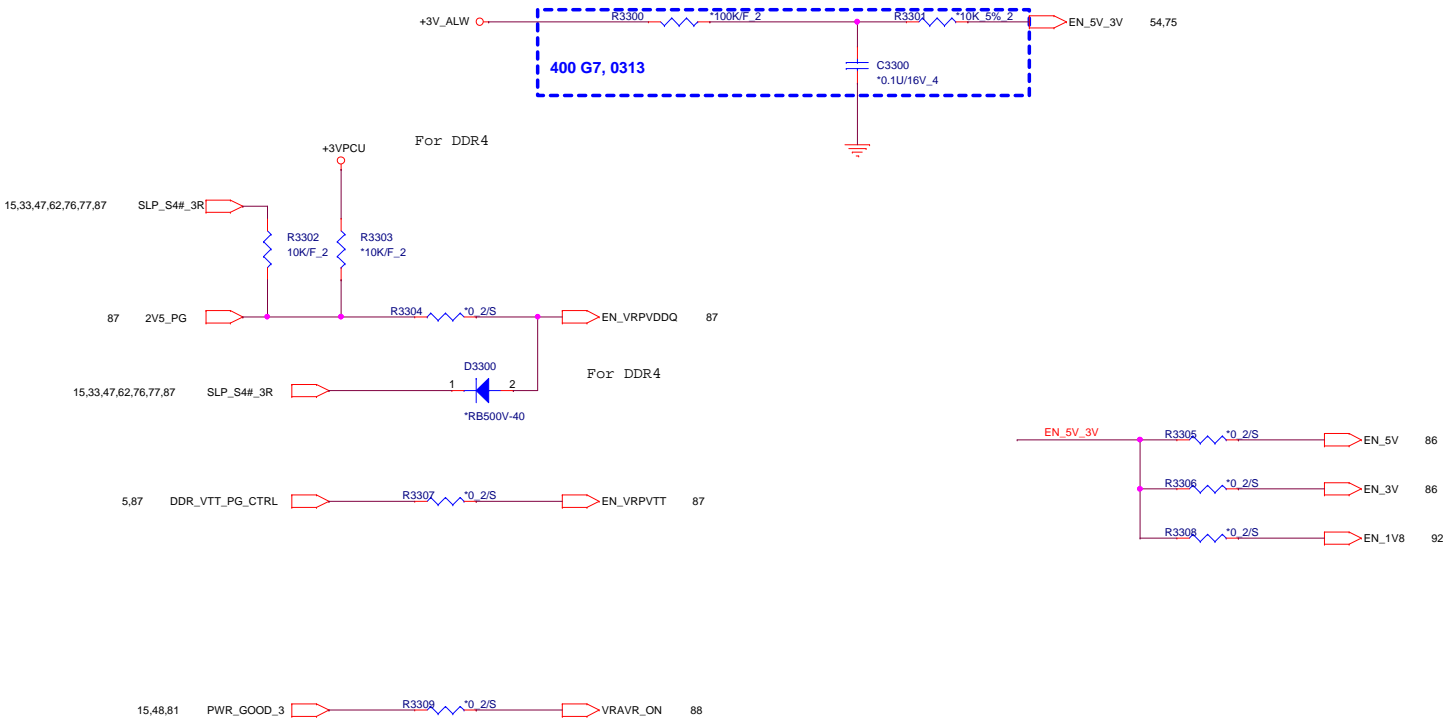 +3V_ALW R3300 *100K/F_2 R3301 *10K_5%_2 EN_5V_3V 54,75
400 G7, 0313
C3300
*0.1U/16V_4
For DDR4
+3VPCU
15,33,47,62,76,77,87 SLP_S4#_3R
R3302
10K/F_2
R3303
*10K/F_2
87 2V5_PG R3304 *0_2/S EN_VRPVDDQ 87
For DDR4
D3300
15,33,47,62,76,77,87 SLP_S4#_3R 1 2
*RB500V-40
EN_5V_3V R3305 *0_2/S EN_5V 86
R3306 *0_2/S EN_3V 86
R3308 *0_2/S EN_1V8 92
5,87 DDR_VTT_PG_CTRL R3307 *0_2/S EN_VRPVTT 87
15,48,81 PWR_GOOD_3 R3309 *0_2/S VRAVR_ON 88